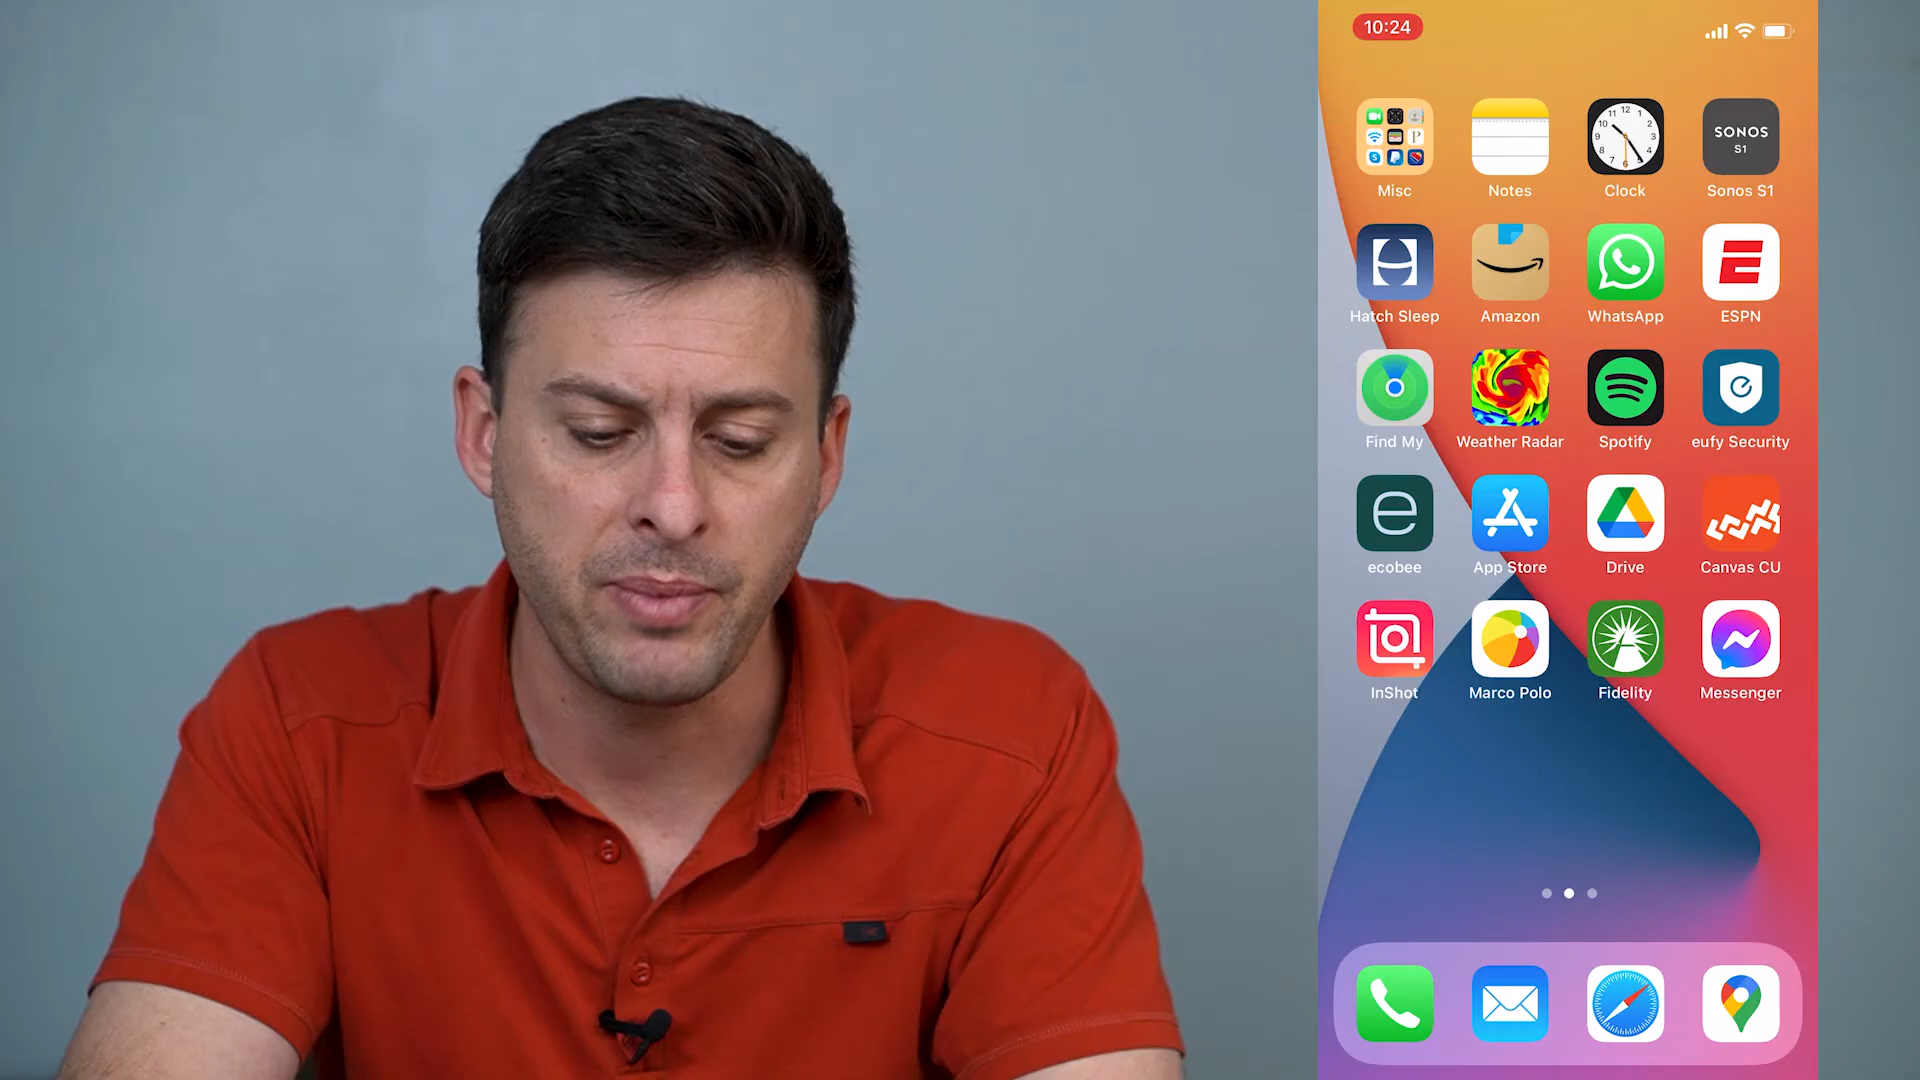 10:24
SONOS
S1
Misc
Notes
Clock
Sonos S1
Hatch Sleep
Amazon
WhatsApp
ESPN
Find My
Weather Radar
Spotify
eufy Security
ecobee
App Store
Drive
Canvas CU
InShot
Marco Polo
Fidelity
Messenger